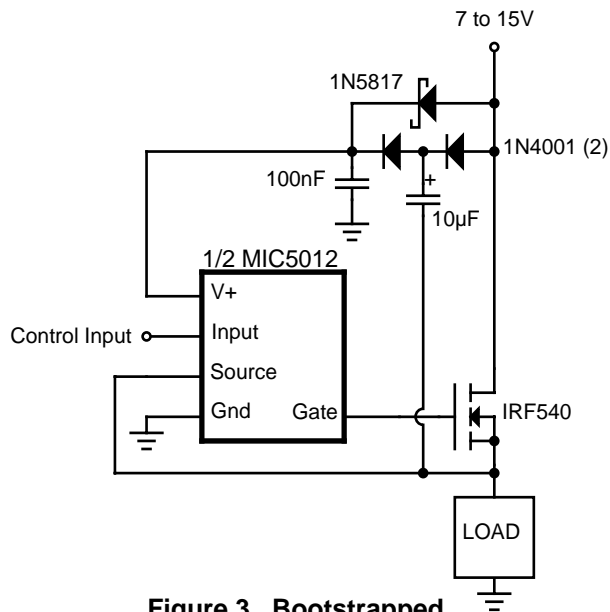 7 to 15V
1N5817
1N4001 (2)
100nF
+
10µF
1/2 MIC5012
V+
Control Input
Input
Source
Gnd
Gate
IRF540
LOAD
Figure 3. Bootstrapped